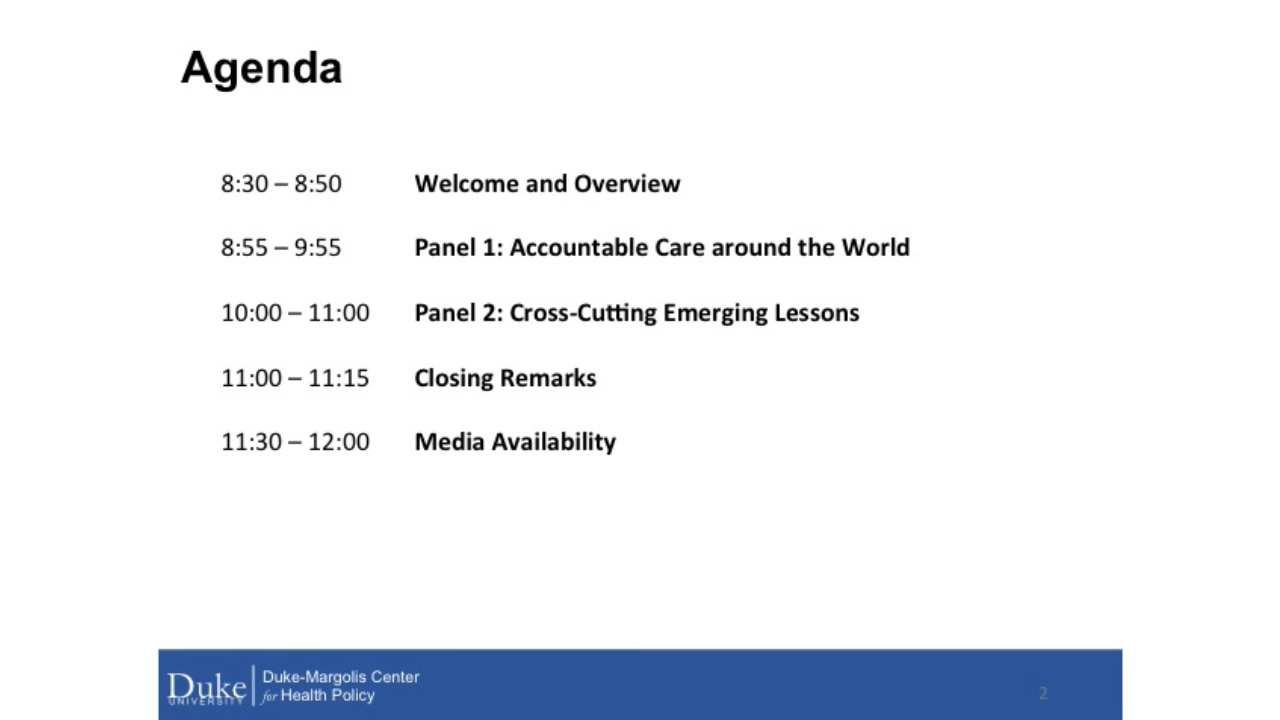 Agenda
8:30 – 8:50 Welcome and Overview
8:55 – 9:55 Panel 1: Accountable Care around the World
10:00 – 11:00 Panel 2: Cross-Cutting Emerging Lessons
11:00 – 11:15 Closing Remarks
11:30 – 12:00 Media Availability
Duke
UNIVERSITY
Duke-Margolis Center
for Health Policy
2